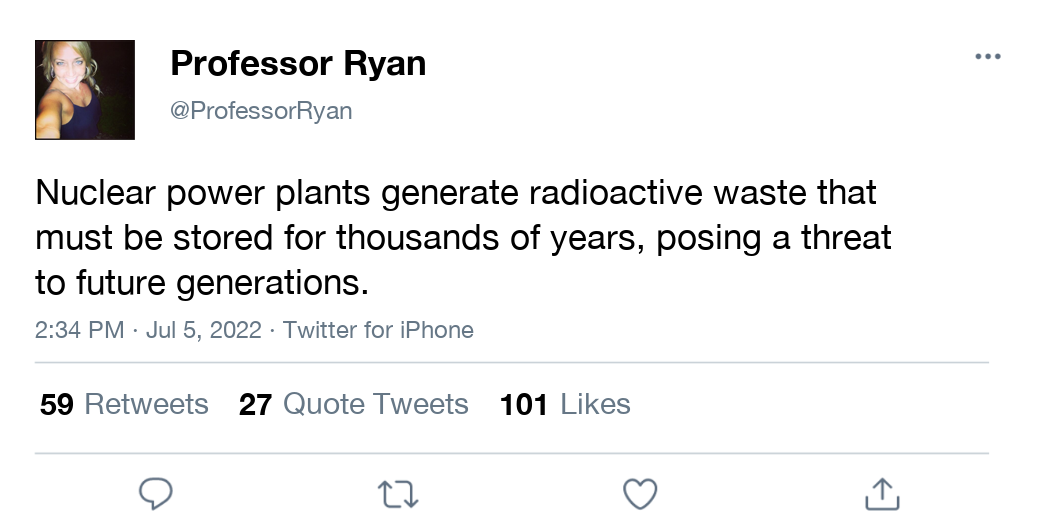 Professor Ryan
@ProfessorRyan
Nuclear power plants generate radioactive waste that
must be stored for thousands of years, posing a threat
to future generations.
2:34 PM · Jul 5, 2022 · Twitter for iPhone
59 Retweets 27 Quote Tweets 101 Likes